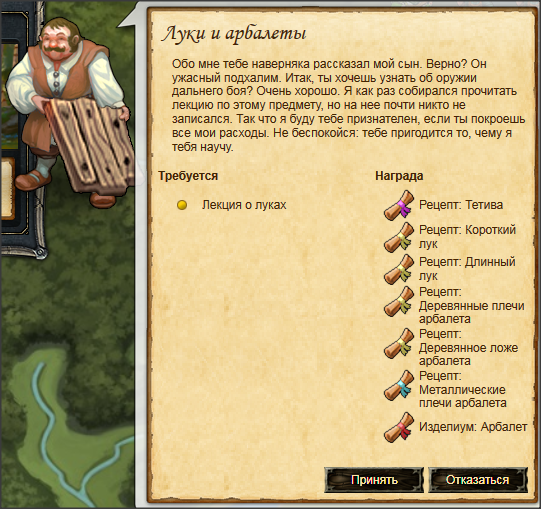 Луки и арбалеты
Обо мне тебе наверняка рассказал мой сын. Верно? Он
ужасный подхалим. Итак, ты хочешь узнать об оружии
дальнего боя? Очень хорошо. Я как раз собирался прочитать
лекцию по этому предмету, но на нее почти никто не
записался. Так что я буду тебе признателен, если ты покроешь
все мои расходы. Не беспокойся: тебе пригодится то, чему я
тебя научу.
Требуется
Лекция о луках
Награда
Рецепт: Тетива
Рецепт: Короткий
лук
Рецепт: Длинный
лук
Рецепт:
Деревянные плечи
арбалета
Рецепт:
Деревянное ложе
арбалета
Рецепт:
Металлические
плечи арбалета
Изделиум: Арбалет
Принять
Отказаться